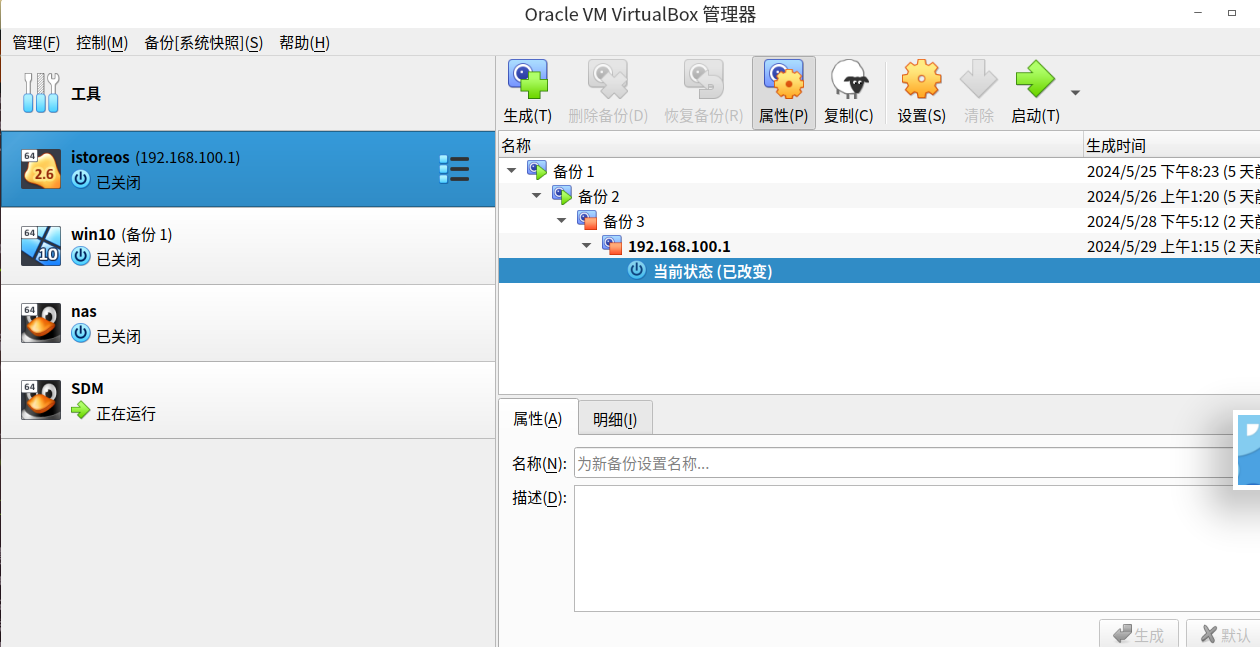 Oracle VM VirtualBox 管理器
管理(F) 控制(M) 备份[系统快照](S) 帮助(H)
工具
生成(T) 删除备份(D) 恢复备份(R) 属性(P) 复制(C) 设置(S) 清除 启动(T)
64
2.6
istoreos (192.168.100.1)
已关闭
64
10
win10 (备份 1)
已关闭
64
nas
已关闭
64
SDM
正在运行
名称 生成时间
备份 1 2024/5/25 下午8:23 (5 天前
备份 2 2024/5/26 上午1:20 (5 天前
备份 3 2024/5/28 下午5:12 (2 天前
192.168.100.1 2024/5/29 上午1:15 (2 天前
当前状态 (已改变)
属性(A) 明细(I)
名称(N): 为新备份设置名称...
描述(D):
生成 默认